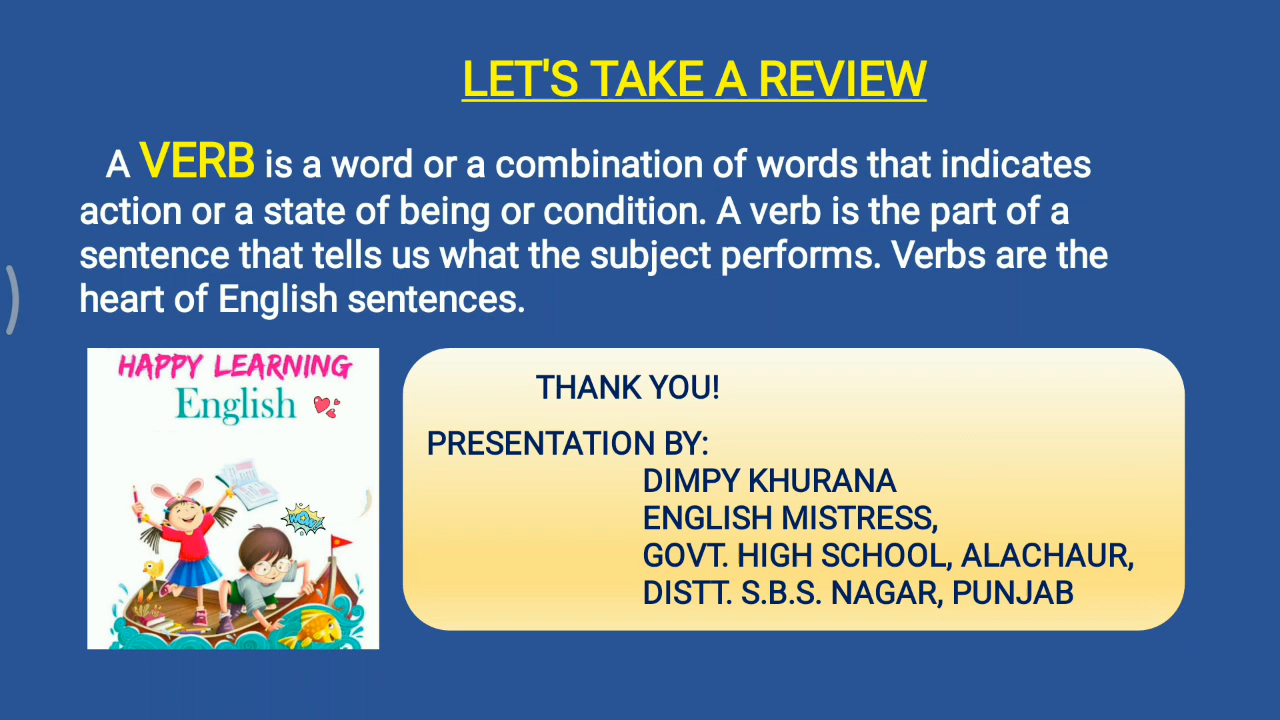 LET'S TAKE A REVIEW
A VERB is a word or a combination of words that indicates
action or a state of being or condition. A verb is the part of a
sentence that tells us what the subject performs. Verbs are the
heart of English sentences.
HAPPY LEARNING
English
WOW!
THANK YOU!
PRESENTATION BY:
DIMPY KHURANA
ENGLISH MISTRESS,
GOVT. HIGH SCHOOL, ALACHAUR,
DISTT. S.B.S. NAGAR, PUNJAB